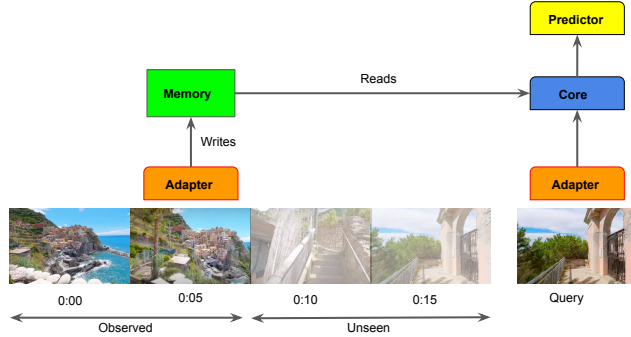 Predictor
Memory
Reads
Core
Writes
Adapter
Adapter
0:00
0:05
0:10
0:15
Query
Observed
Unseen